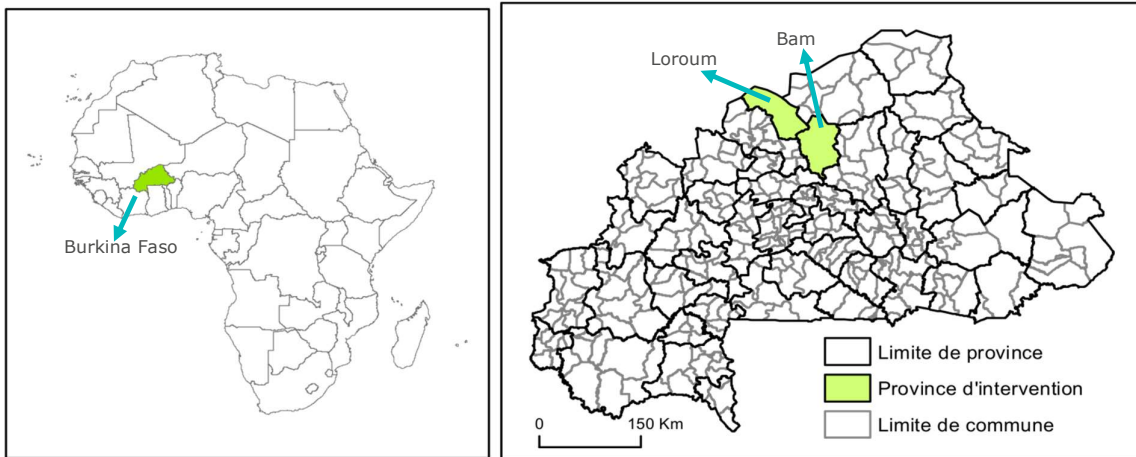 Burkina Faso
Bam
Loroum
Limite de province
Province d'intervention
Limite de commune
0 150 Km